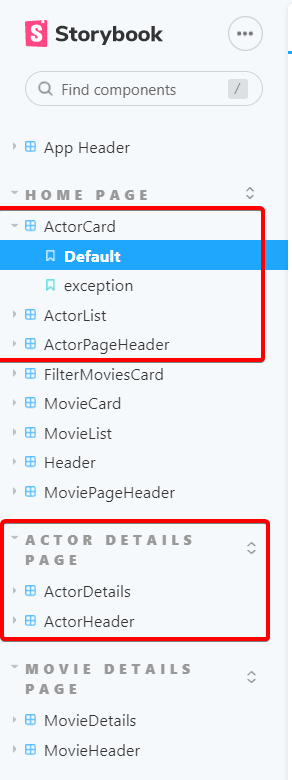 Storybook
Find components
/
App Header
HOME PAGE
ActorCard
Default
exception
ActorList
ActorPageHeader
FilterMoviesCard
MovieCard
MovieList
Header
MoviePageHeader
ACTOR DETAILS
PAGE
ActorDetails
ActorHeader
MOVIE DETAILS
PAGE
MovieDetails
MovieHeader